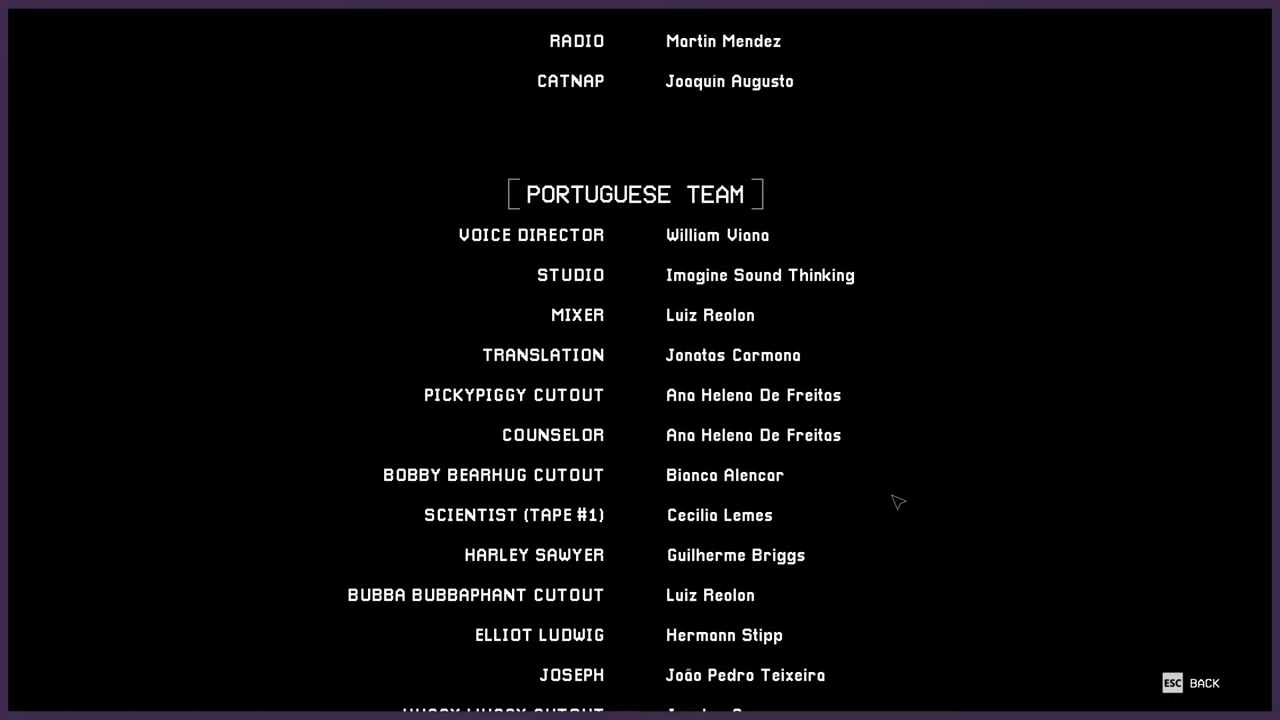 RADIO Martin Mendez
CATNAP Joaquín Augusto
PORTUGUESE TEAM
VOICE DIRECTOR William Viana
STUDIO Imagine Sound Thinking
MIXER Luiz Reolon
TRANSLATION Jonatas Carmona
PICKYPIGGY CUTOUT Ana Helena De Freitas
COUNSELOR Ana Helena De Freitas
BOBBY BEARHUG CUTOUT Bianca Alencar
SCIENTIST (TAPE #1) Cecilia Lemes
HARLEY SAWYER Guilherme Briggs
BUBBA BUBBAPHANT CUTOUT Luiz Reolon
ELLIOT LUDWIG Hermann Stipp
JOSEPH João Pedro Teixeira
ESC BACK